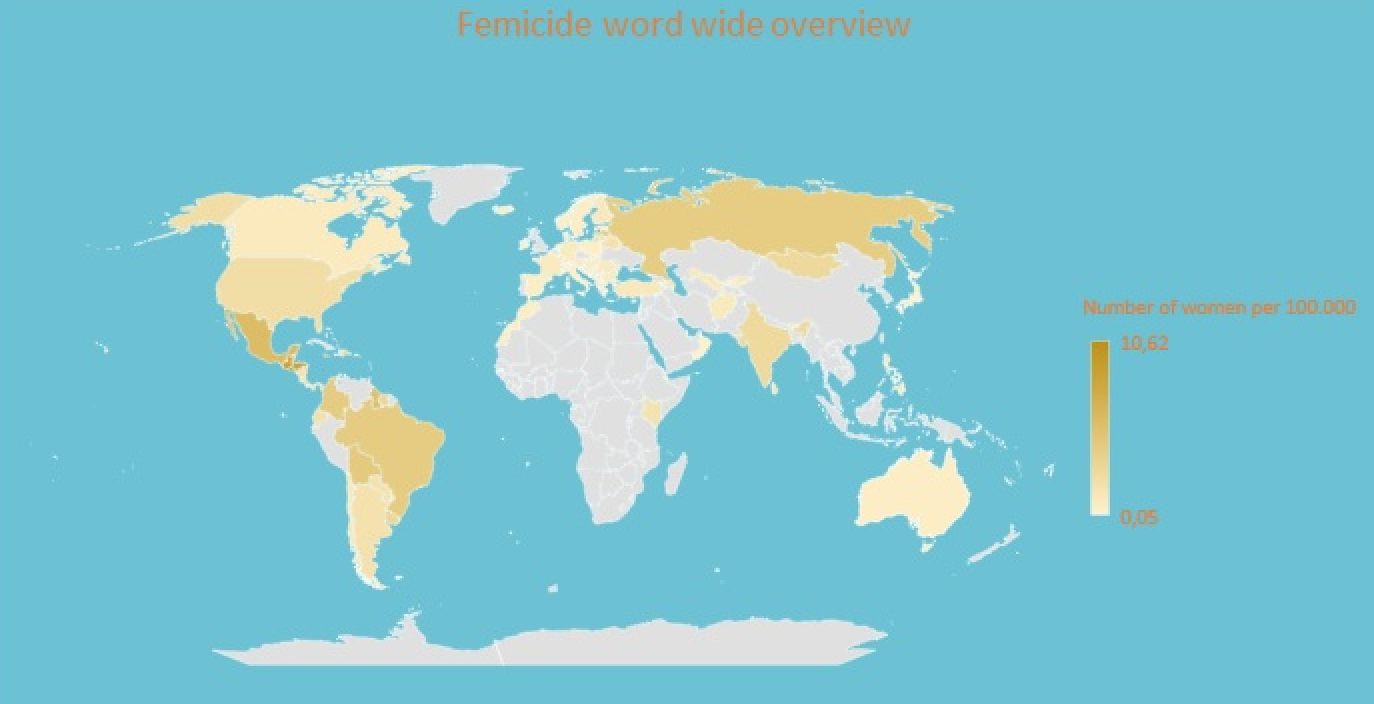 Femicide word wide overview
Number of women per 100.000
10,62
0,05